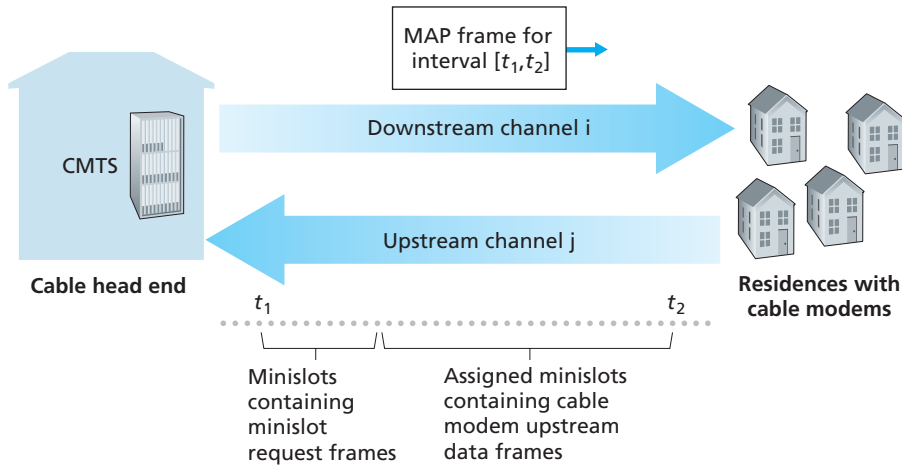 MAP frame for
interval [t₁,t₂]
Downstream channel i
CMTS
Upstream channel j
Cable head end
Residences with
cable modems
t₁
t₂
Minislots
containing
minislot
request frames
Assigned minislots
containing cable
modem upstream
data frames